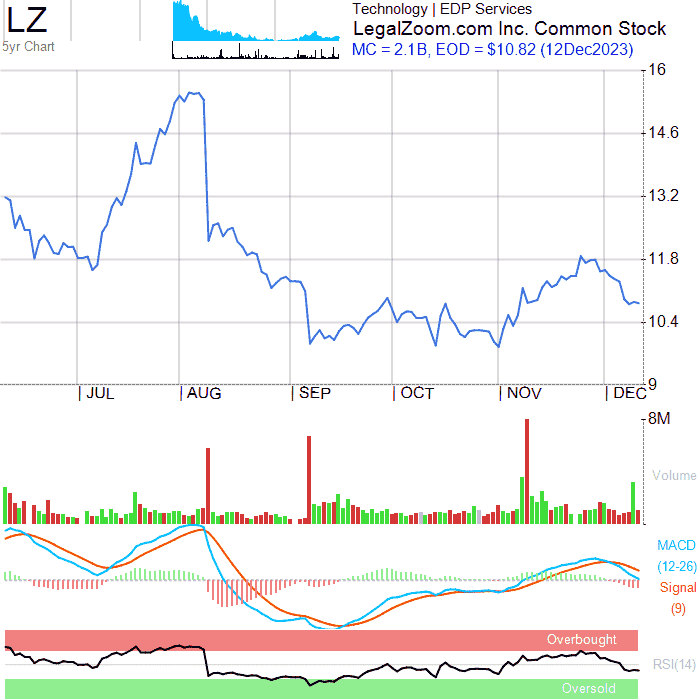 LZ
5yr Chart
Technology | EDP Services
LegalZoom.com Inc. Common Stock
MC = 2.1B, EOD = $10.82 (12Dec2023)
16
14.6
13.2
11.8
10.4
9
| JUL | AUG | SEP | OCT | NOV | DEC
8M
Volume
MACD
(12-26)
Signal
(9)
Overbought
RSI(14)
Oversold